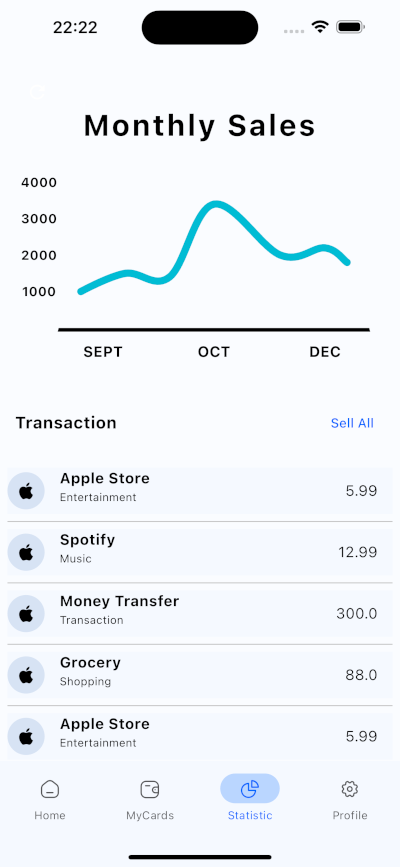 22:22
Monthly Sales
4000
3000
2000
1000
SEPT OCT DEC
Transaction Sell All
Apple Store
Entertainment
5.99
Spotify
Music
12.99
Money Transfer
Transaction
300.0
Grocery
Shopping
88.0
Apple Store
Entertainment
5.99
Home MyCards Statistic Profile